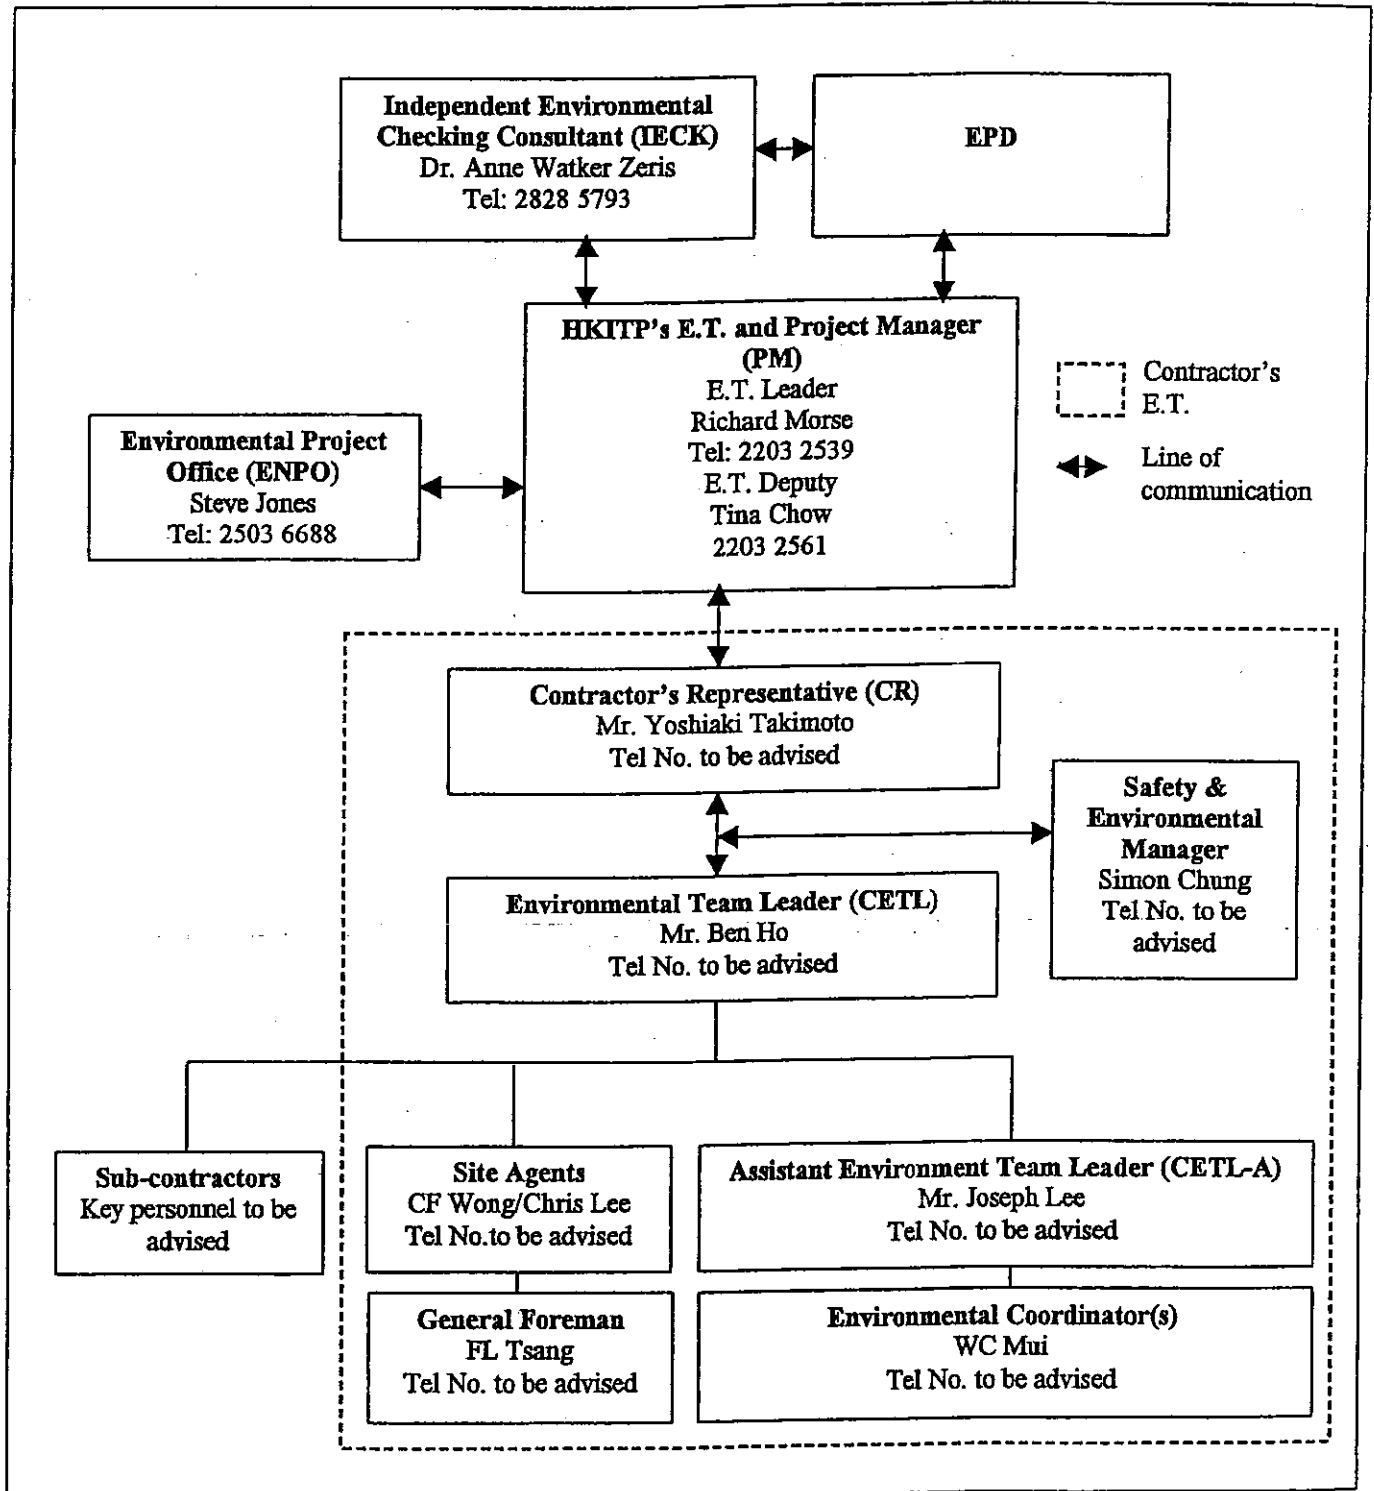 Independent Environmental
Checking Consultant (IECK)
Dr. Anne Watker Zeris
Tel: 2828 5793
EPD
HKITP's E.T. and Project Manager
(PM)
E.T. Leader
Richard Morse
Tel: 2203 2539
E.T. Deputy
Tina Chow
2203 2561
Contractor's
E.T.
Line of
communication
Environmental Project
Office (ENPO)
Steve Jones
Tel: 2503 6688
Contractor's Representative (CR)
Mr. Yoshiaki Takimoto
Tel No. to be advised
Safety &
Environmental
Manager
Simon Chung
Tel No. to be
advised
Environmental Team Leader (CETL)
Mr. Ben Ho
Tel No. to be advised
Sub-contractors
Key personnel to be
advised
Site Agents
CF Wong/Chris Lee
Tel No.to be advised
Assistant Environment Team Leader (CETL-A)
Mr. Joseph Lee
Tel No. to be advised
General Foreman
FL Tsang
Tel No. to be advised
Environmental Coordinator(s)
WC Mui
Tel No. to be advised